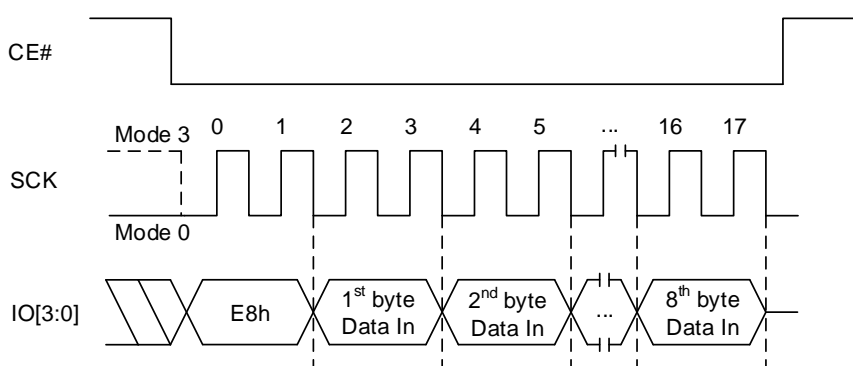 CE#
Mode 3
0 1 2 3 4 5 ... 16 17
SCK
Mode 0
IO[3:0]
E8h
1st byte
Data In
2nd byte
Data In
...
8th byte
Data In